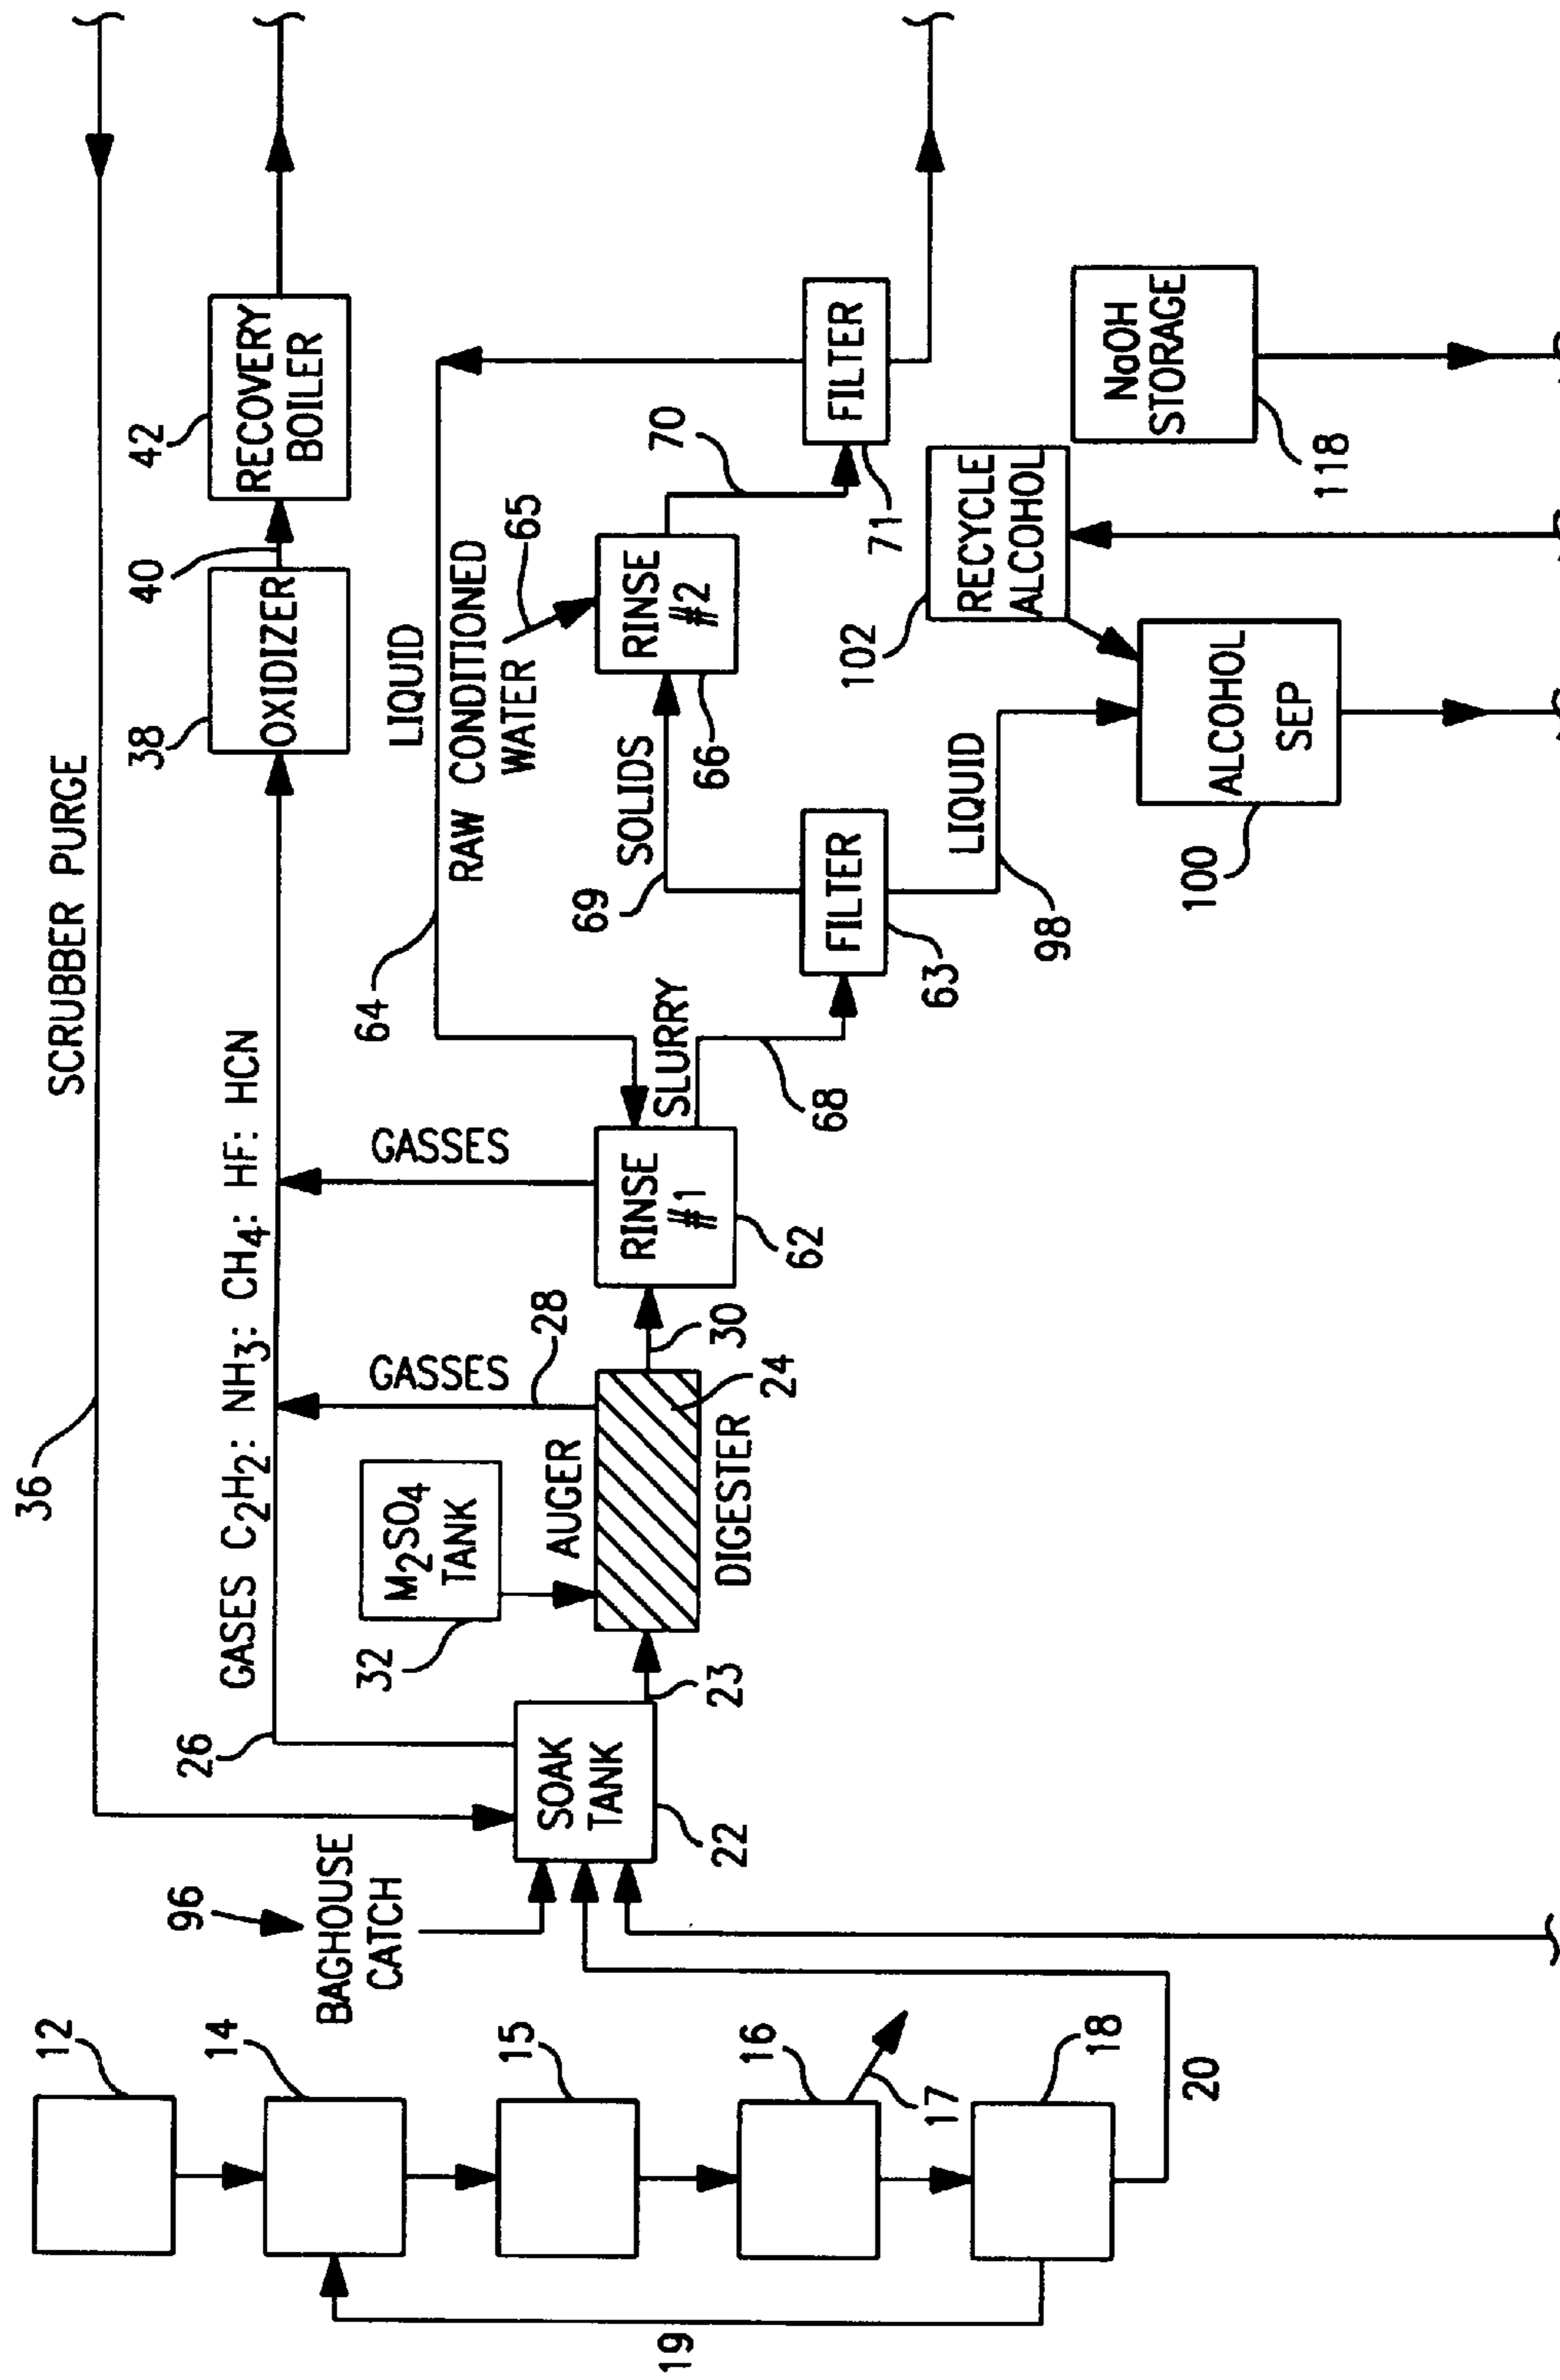 36
SCRUBBER PURGE
26
GASES C2H2: NH3: CH4: HF: HCN
38
OXIDIZER
40
42
RECOVERY
BOILER
12
14
15
16
17
18
19
20
96
BAGHOUSE
CATCH
SOAK
TANK
22
23
32
M2SO4
TANK
AUGER
DIGESTER
24
GASSES
28
30
GASSES
RINSE
#1
62
64
LIQUID
RAW CONDITIONED
WATER
65
SLURRY
68
FILTER
63
69
SOLIDS
RINSE
#2
66
70
FILTER
71
LIQUID
98
ALCOHOL
SEP
100
102
RECYCLE
ALCOHOL
NaOH
STORAGE
118